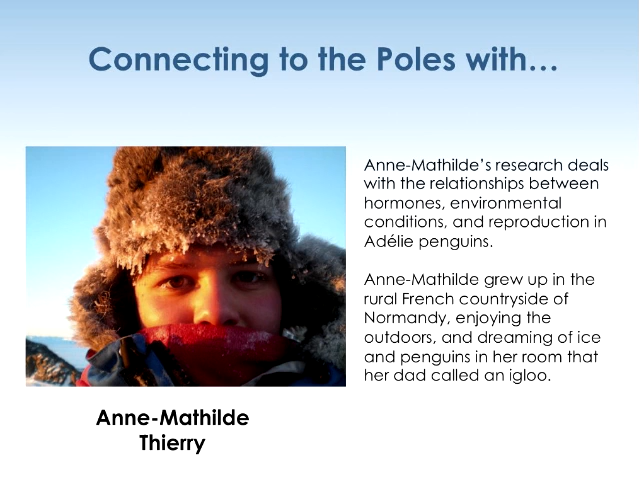 Connecting to the Poles with…
Anne-Mathilde's research deals
with the relationships between
hormones, environmental
conditions, and reproduction in
Adélie penguins.
Anne-Mathilde grew up in the
rural French countryside of
Normandy, enjoying the
outdoors, and dreaming of ice
and penguins in her room that
her dad called an igloo.
Anne-Mathilde
Thierry